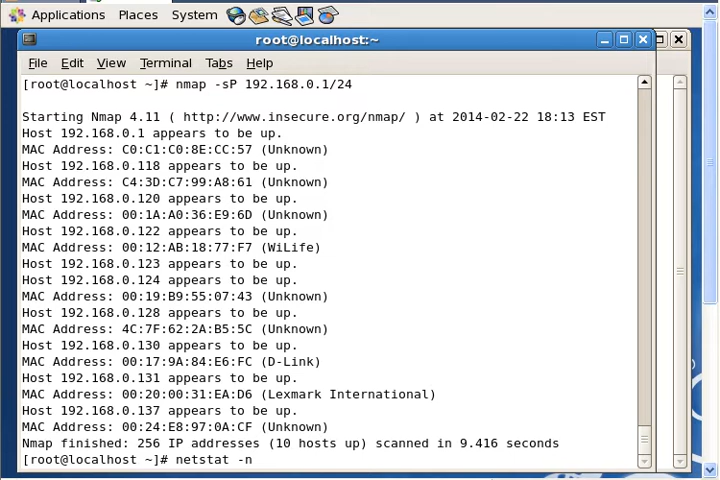 Applications Places System
root@localhost:~
File Edit View Terminal Tabs Help
[root@localhost ~]# nmap -sP 192.168.0.1/24
Starting Nmap 4.11 ( http://www.insecure.org/nmap/ ) at 2014-02-22 18:13 EST
Host 192.168.0.1 appears to be up.
MAC Address: C0:C1:C0:8E:CC:57 (Unknown)
Host 192.168.0.118 appears to be up.
MAC Address: C4:3D:C7:99:A8:61 (Unknown)
Host 192.168.0.120 appears to be up.
MAC Address: 00:1A:A0:36:E9:6D (Unknown)
Host 192.168.0.122 appears to be up.
MAC Address: 00:12:AB:18:77:F7 (WiLife)
Host 192.168.0.123 appears to be up.
Host 192.168.0.124 appears to be up.
MAC Address: 00:19:B9:55:07:43 (Unknown)
Host 192.168.0.128 appears to be up.
MAC Address: 4C:7F:62:2A:B5:5C (Unknown)
Host 192.168.0.130 appears to be up.
MAC Address: 00:17:9A:84:E6:FC (D-Link)
Host 192.168.0.131 appears to be up.
MAC Address: 00:20:00:31:EA:D6 (Lexmark International)
Host 192.168.0.137 appears to be up.
MAC Address: 00:24:E8:97:0A:CF (Unknown)
Nmap finished: 256 IP addresses (10 hosts up) scanned in 9.416 seconds
[root@localhost ~]# netstat -n